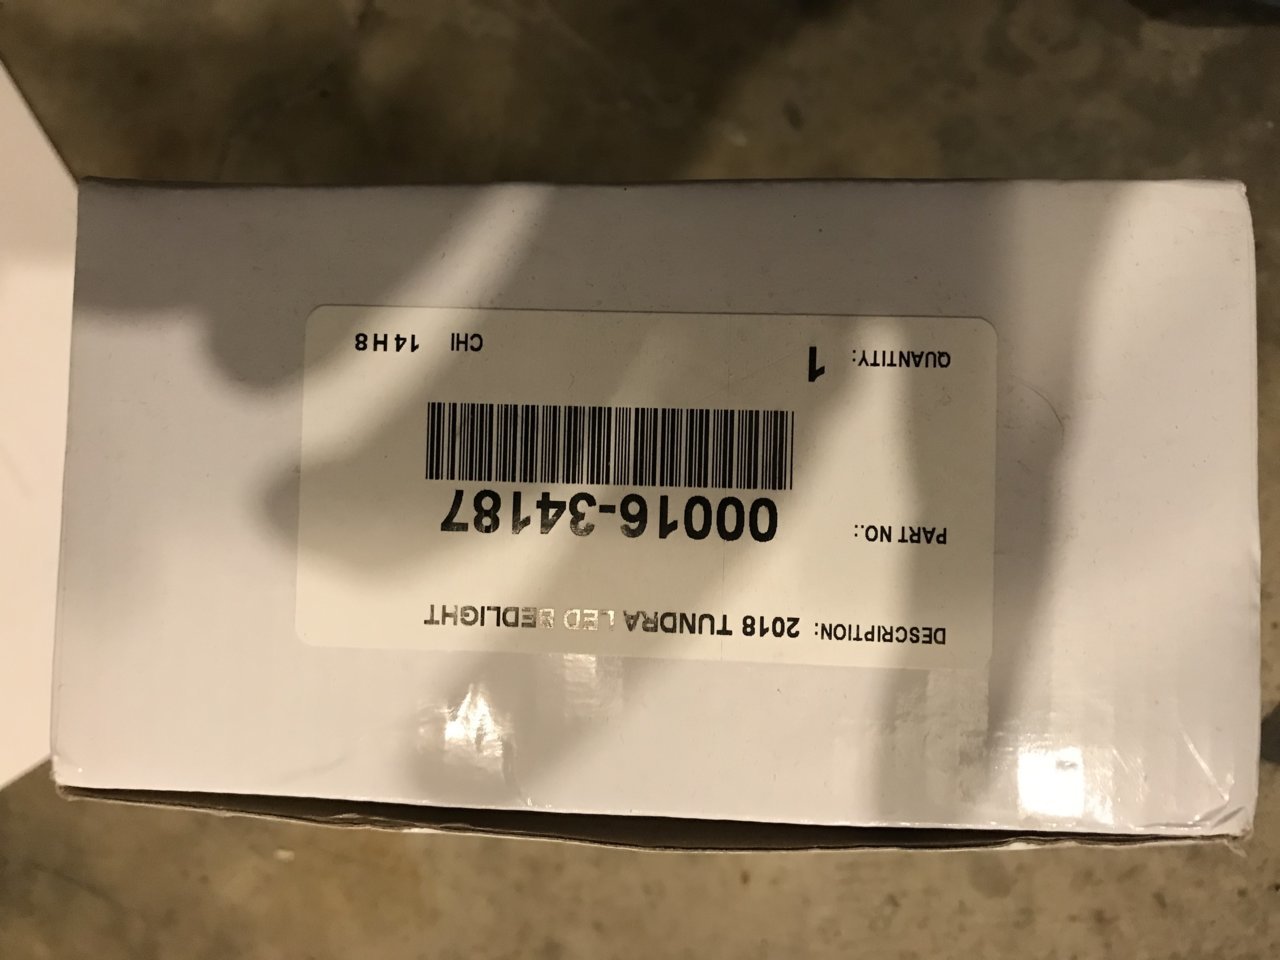 DESCRIPTION: 2018 TUNDRA LED BEDLIGHT
PART NO.: 00016-34187
QUANTITY: 1 CHI 14H8